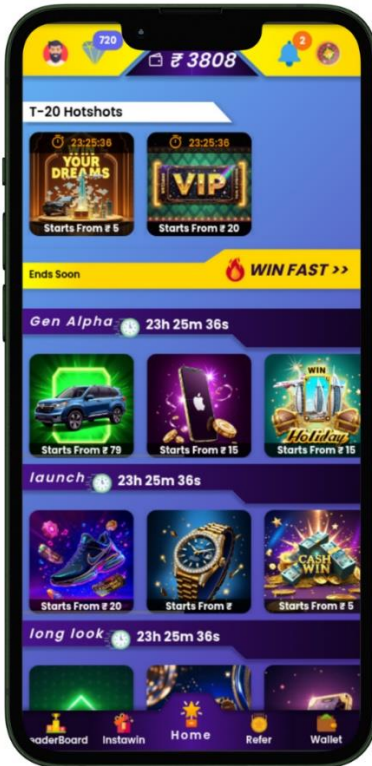 720
₹ 3808
2
T-20 Hotshots
23:25:36
23:25:36
YOUR
DREAMS
VIP
Starts From ₹ 5
Starts From ₹ 20
Ends Soon
WIN FAST >>
Gen Alpha 23h 25m 36s
WIN
Holiday
Starts From ₹ 79
Starts From ₹ 15
Starts From ₹ 15
launch 23h 25m 36s
CASH
WIN
Starts From ₹ 20
Starts From ₹
Starts From ₹ 5
long look 23h 25m 36s
eaderBoard
Instawin
Home
Refer
Wallet